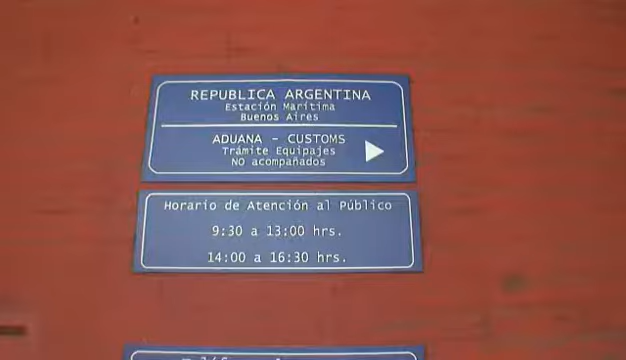 REPUBLICA ARGENTINA
Estación Marítima
Buenos Aires
ADUANA - CUSTOMS
Trámite Equipajes
NO acompañados
Horario de Atención al Público
9:30 a 13:00 hrs.
14:00 a 16:30 hrs.